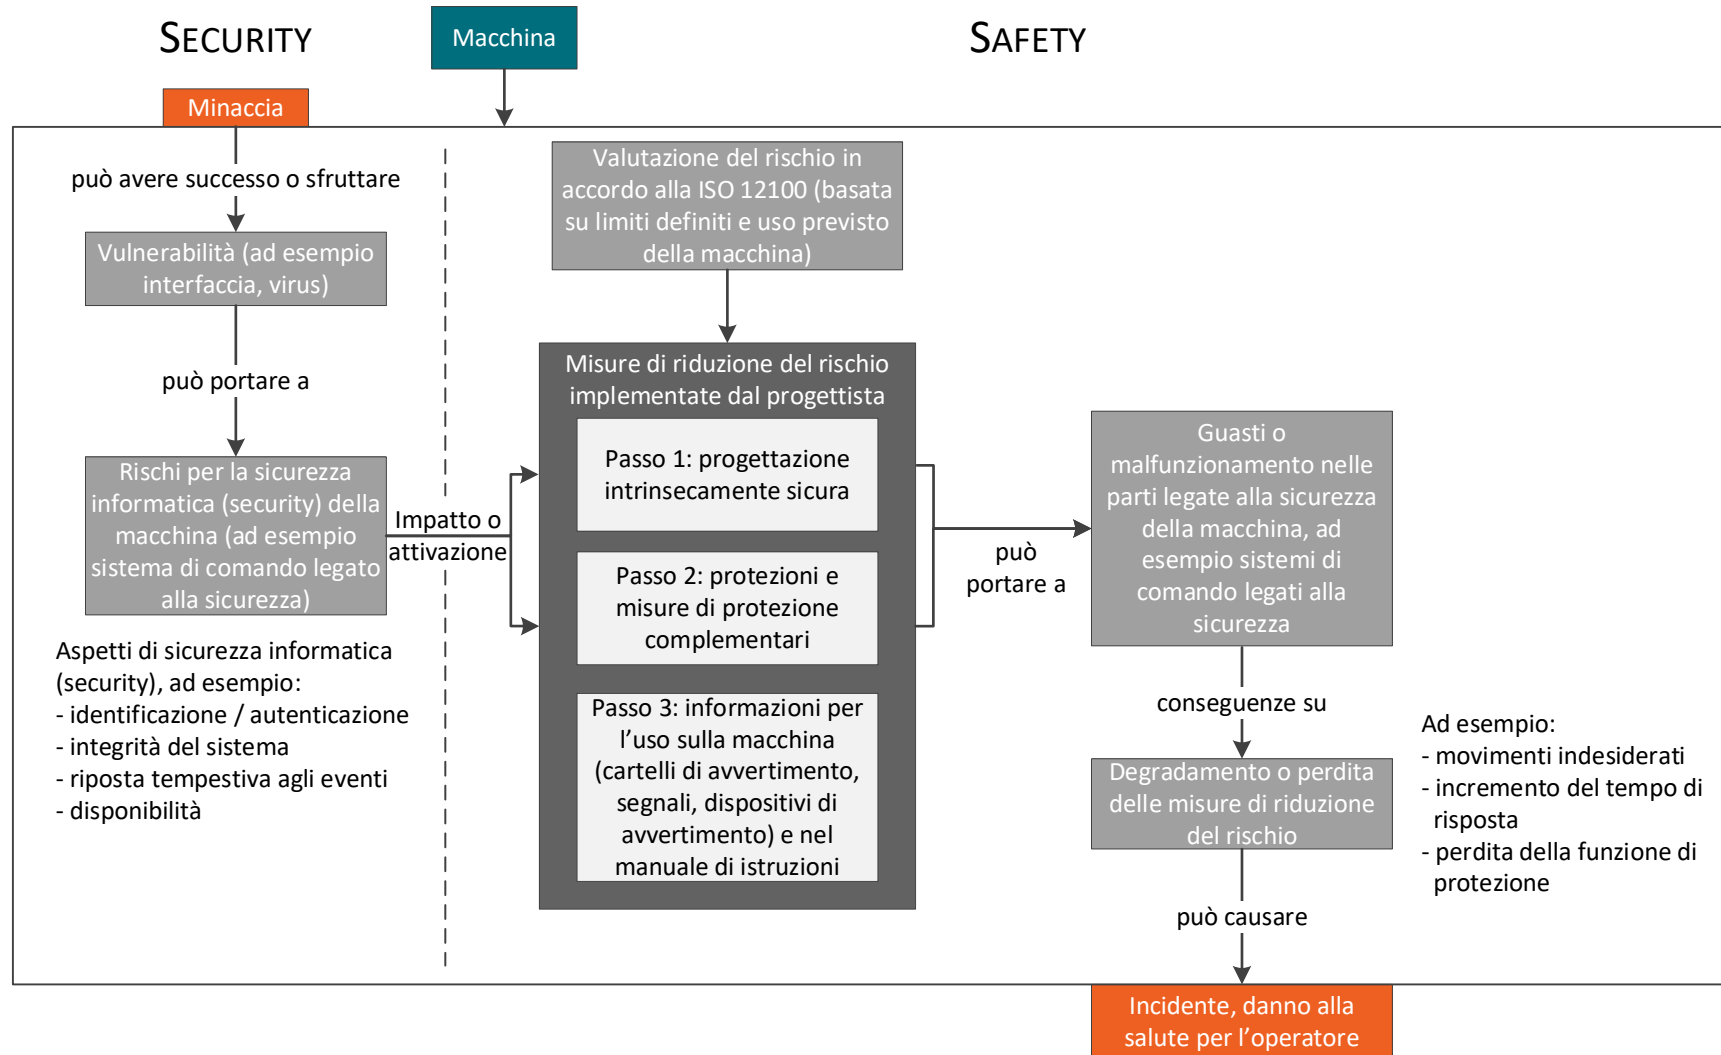 SECURITY
Macchina
SAFETY
Minaccia
può avere successo o sfruttare
Vulnerabilità (ad esempio
interfaccia, virus)
può portare a
Rischi per la sicurezza
informatica (security) della
macchina (ad esempio
sistema di comando legato
alla sicurezza)
Aspetti di sicurezza informatica
(security), ad esempio:
- identificazione / autenticazione
- integrità del sistema
- riposta tempestiva agli eventi
- disponibilità
Impatto o
attivazione
Valutazione del rischio in
accordo alla ISO 12100 (basata
su limiti definiti e uso previsto
della macchina)
Misure di riduzione del rischio
implementate dal progettista
Passo 1: progettazione
intrinsecamente sicura
Passo 2: protezioni e
misure di protezione
complementari
Passo 3: informazioni per
l’uso sulla macchina
(cartelli di avvertimento,
segnali, dispositivi di
avvertimento) e nel
manuale di istruzioni
può
portare a
Guasti o
malfunzionamento nelle
parti legate alla sicurezza
della macchina, ad
esempio sistemi di
comando legati alla
sicurezza
conseguenze su
Degradamento o perdita
delle misure di riduzione
del rischio
Ad esempio:
- movimenti indesiderati
- incremento del tempo di
risposta
- perdita della funzione di
protezione
può causare
Incidente, danno alla
salute per l’operatore